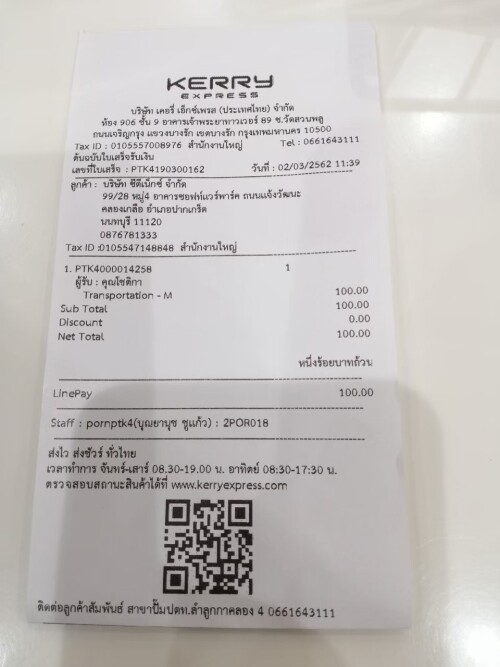 KERRY
EXPRESS
บริษัท เคอรี่ เอ็กซ์เพรส (ประเทศไทย) จำกัด
ห้อง 906 ชั้น 9 อาคารเจ้าพระยาทาวเวอร์ 89 ซ.วัดสวนพลู
ถนนเจริญกรุง แขวงบางรัก เขตบางรัก กรุงเทพมหานคร 10500
Tax ID : 0105557008976 สำนักงานใหญ่ Tel : 0661643111
ต้นฉบับใบเสร็จรับเงิน
เลขที่ใบเสร็จ : PTK4190300162 วันที่ : 02/03/2562 11:39
ลูกค้า : บริษัท ซีดีเน็กซ์ จำกัด
99/28 หมู่4 อาคารซอฟท์แวร์พาร์ค ถนนแจ้งวัฒนะ
คลองเกลือ อำเภอปากเกร็ด
นนทบุรี 11120
0876781333
Tax ID :0105547148848 สำนักงานใหญ่
1. PTK4000014258 1
ผู้รับ : คุณโชติกา
Transportation - M 100.00
Sub Total 100.00
Discount 0.00
Net Total 100.00
หนึ่งร้อยบาทถ้วน
LinePay 100.00
Staff : pornptk4(บุญยานุช ชูแก้ว) : 2POR018
ส่งไว ส่งชัวร์ ทั่วไทย
เวลาทำการ จันทร์-เสาร์ 08.30-19.00 น. อาทิตย์ 08:30-17:30 น.
ตรวจสอบสถานะสินค้าได้ที่ www.kerryexpress.com
ติดต่อลูกค้าสัมพันธ์ สาขาปั๊มปตท.ลำลูกกาคลอง 4 0661643111